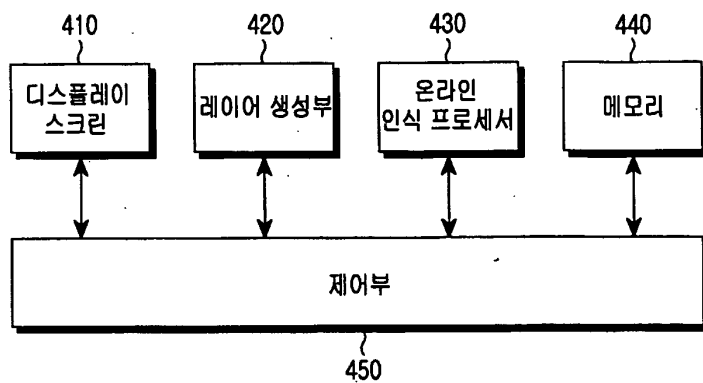 410
420
430
440
디스플레이
스크린
레이어 생성부
온라인
인식 프로세서
메모리
제어부
450